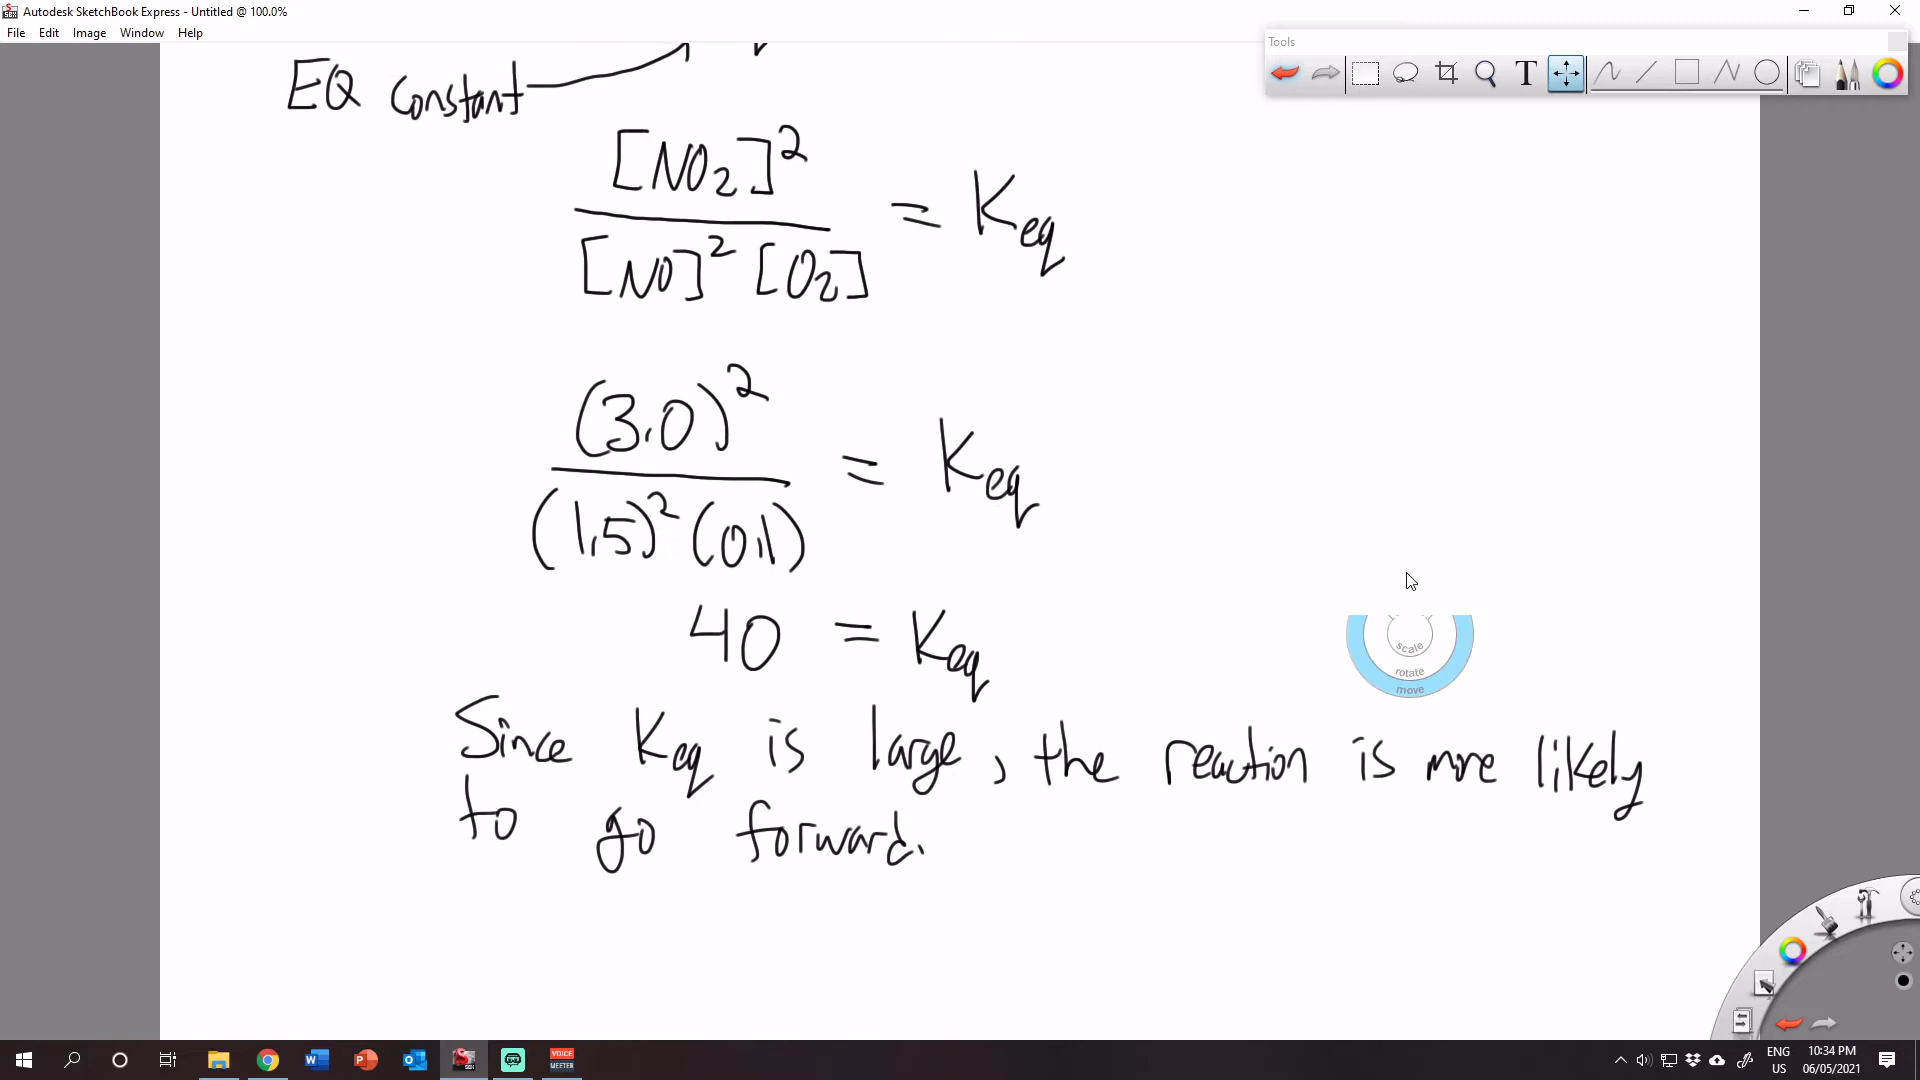 Autodesk SketchBook Express - Untitled @ 100.0%
File Edit Image Window Help
Tools
T
EQ Constant
[NO₂]²
[NO]² [O₂]
= Keq
(3.0)²
(1.5)² (0.1)
= Keq
40 = Keq
scale
rotate
move
Since Keq is large, the reaction is more likely
to go forward.
VOICE
MEETER
ENG
US
10:34 PM
06/05/2021